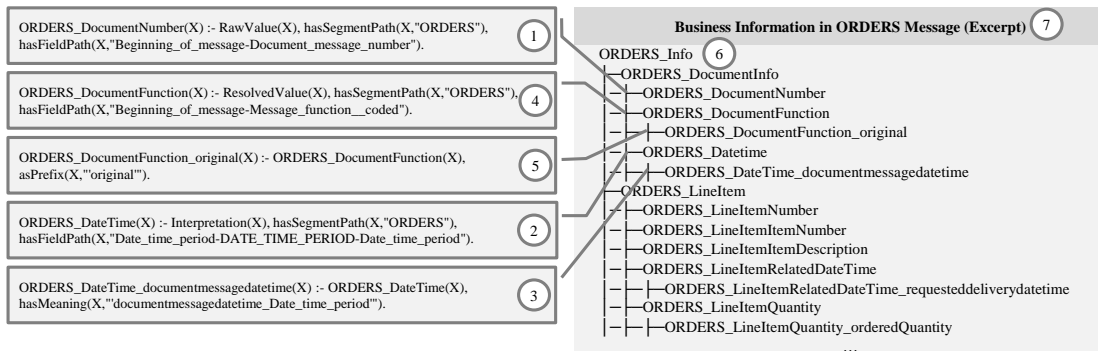 ORDERS_DocumentNumber(X) :- RawValue(X), hasSegmentPath(X,"ORDERS"),
hasFieldPath(X,"Beginning_of_message-Document_message_number").
1
ORDERS_DocumentFunction(X) :- ResolvedValue(X), hasSegmentPath(X,"ORDERS"),
hasFieldPath(X,"Beginning_of_message-Message_function__coded").
4
ORDERS_DocumentFunction_original(X) :- ORDERS_DocumentFunction(X),
asPrefix(X,"'original'").
5
ORDERS_DateTime(X) :- Interpretation(X), hasSegmentPath(X,"ORDERS"),
hasFieldPath(X,"Date_time_period-DATE_TIME_PERIOD-Date_time_period").
2
ORDERS_DateTime_documentmessagedatetime(X) :- ORDERS_DateTime(X),
hasMeaning(X,"'documentmessagedatetime_Date_time_period'").
3
Business Information in ORDERS Message (Excerpt) 7
ORDERS_Info 6
ORDERS_DocumentInfo
ORDERS_DocumentNumber
ORDERS_DocumentFunction
ORDERS_DocumentFunction_original
ORDERS_Datetime
ORDERS_DateTime_documentmessagedatetime
ORDERS_LineItem
ORDERS_LineItemNumber
ORDERS_LineItemItemNumber
ORDERS_LineItemItemDescription
ORDERS_LineItemRelatedDateTime
ORDERS_LineItemRelatedDateTime_requesteddeliverydatetime
ORDERS_LineItemQuantity
ORDERS_LineItemQuantity_orderedQuantity
...